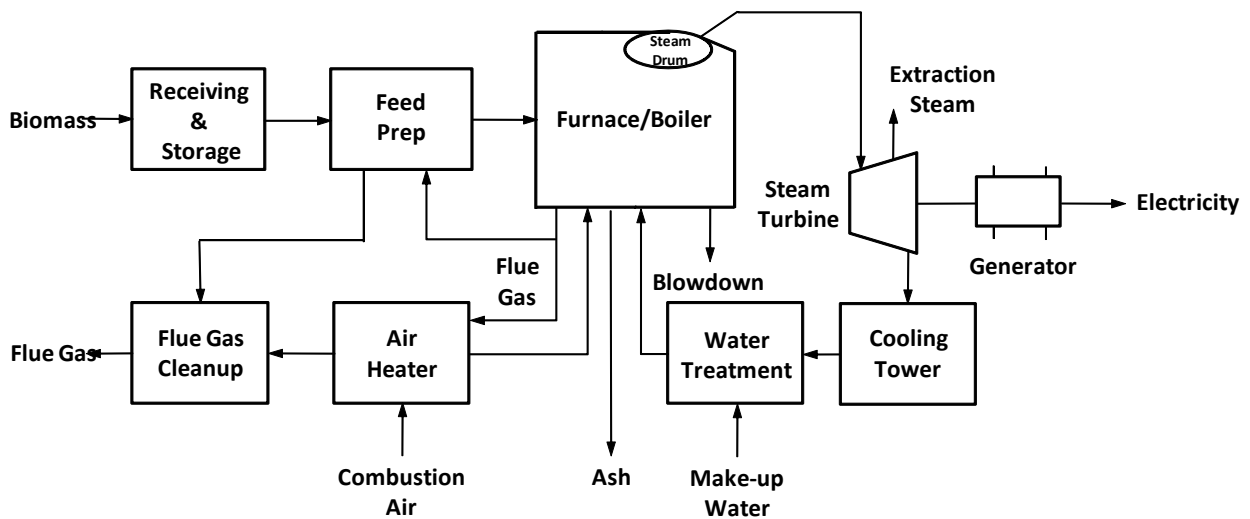 Steam
Drum
Extraction
Steam
Biomass
Receiving
&
Storage
Feed
Prep
Furnace/Boiler
Steam
Turbine
Electricity
Generator
Flue
Gas
Blowdown
Flue Gas
Flue Gas
Cleanup
Air
Heater
Water
Treatment
Cooling
Tower
Combustion
Air
Ash
Make-up
Water